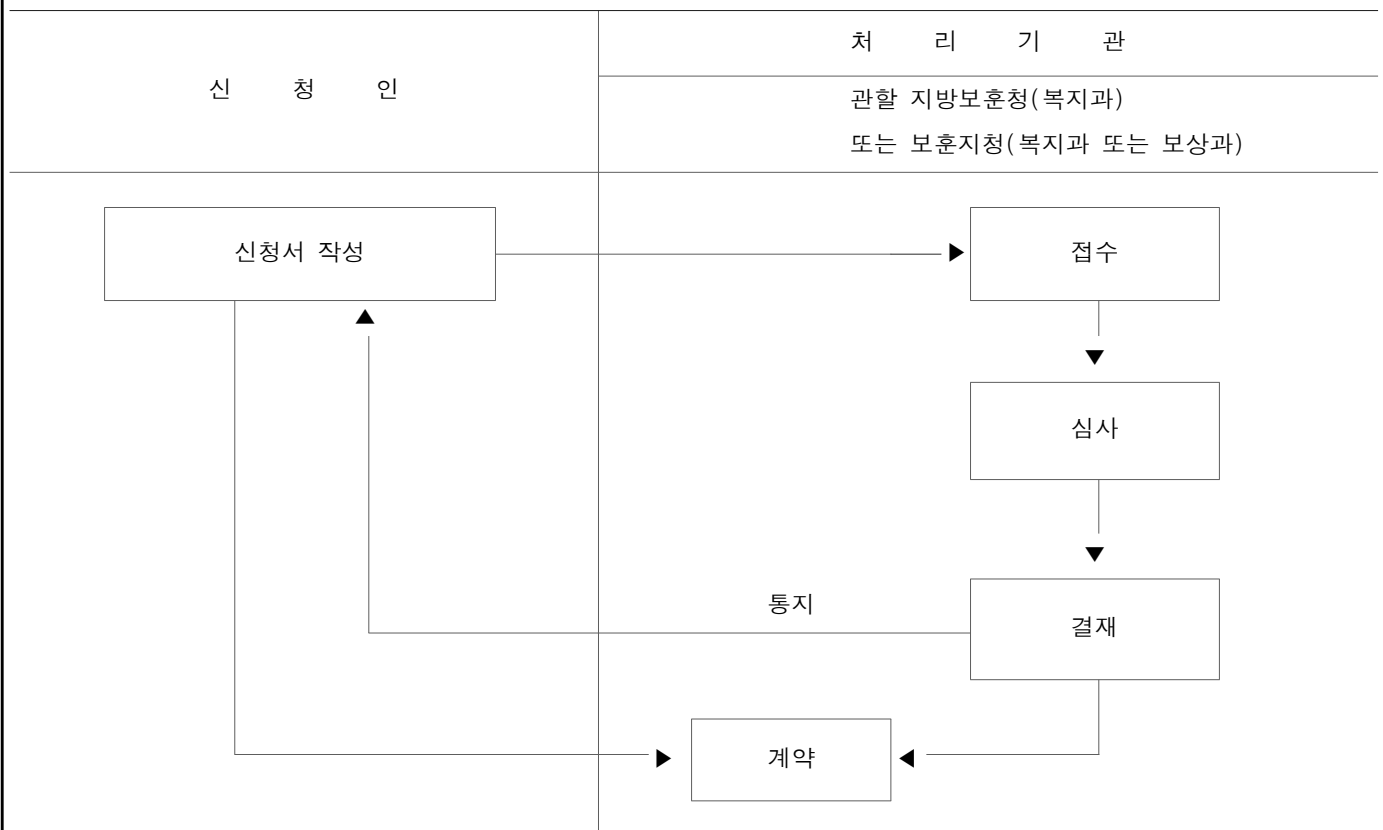 신 청 인
처 리 기 관
관할 지방보훈청(복지과)
또는 보훈지청(복지과 또는 보상과)
신청서 작성
접수
심사
통지
결재
계약